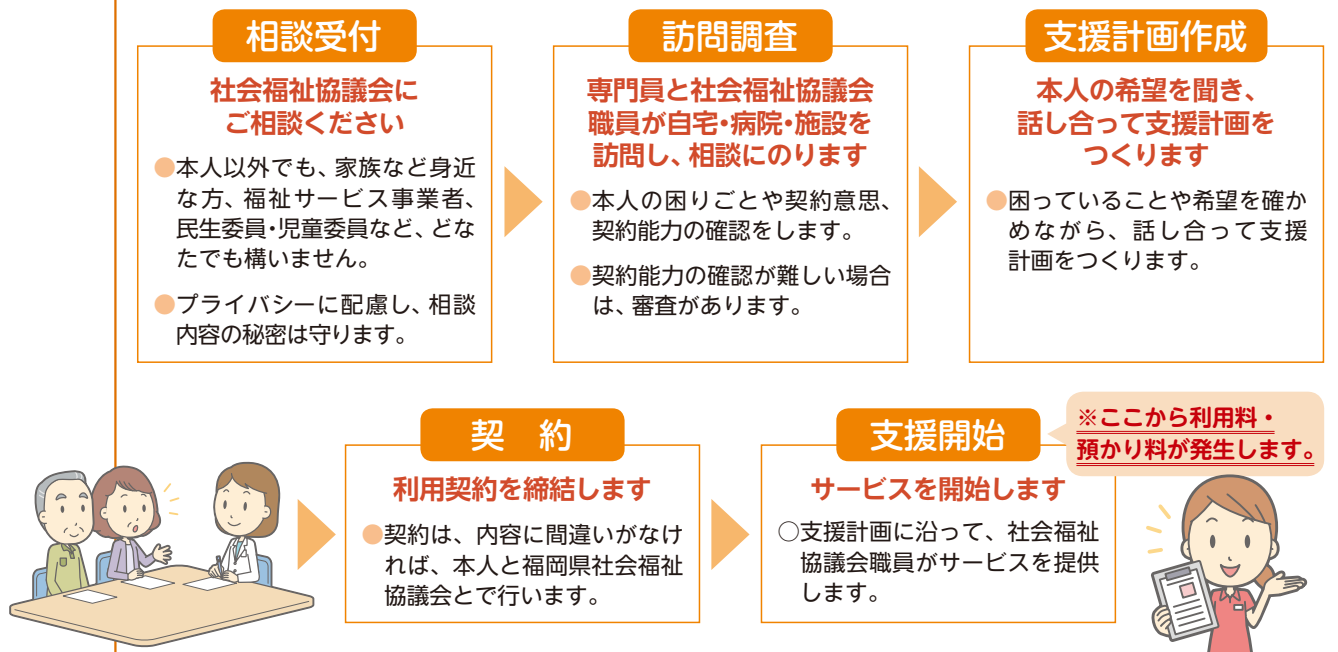 相談受付
社会福祉協議会に
ご相談ください
●本人以外でも、家族など身近
な方、福祉サービス事業者、
民生委員・児童委員など、どな
たでも構いません。
●プライバシーに配慮し、相談
内容の秘密は守ります。
訪問調査
専門員と社会福祉協議会
職員が自宅・病院・施設を
訪問し、相談にのります
●本人の困りごとや契約意思、
契約能力の確認をします。
●契約能力の確認が難しい場合
は、審査があります。
支援計画作成
本人の希望を聞き、
話し合って支援計画を
つくります
●困っていることや希望を確か
めながら、話し合って支援
計画をつくります。
契 約
利用契約を締結します
●契約は、内容に間違いがなけ
れば、本人と福岡県社会福祉
協議会とで行います。
支援開始
※ここから利用料・
預かり料が発生します。
サービスを開始します
○支援計画に沿って、社会福祉
協議会職員がサービスを提供
します。